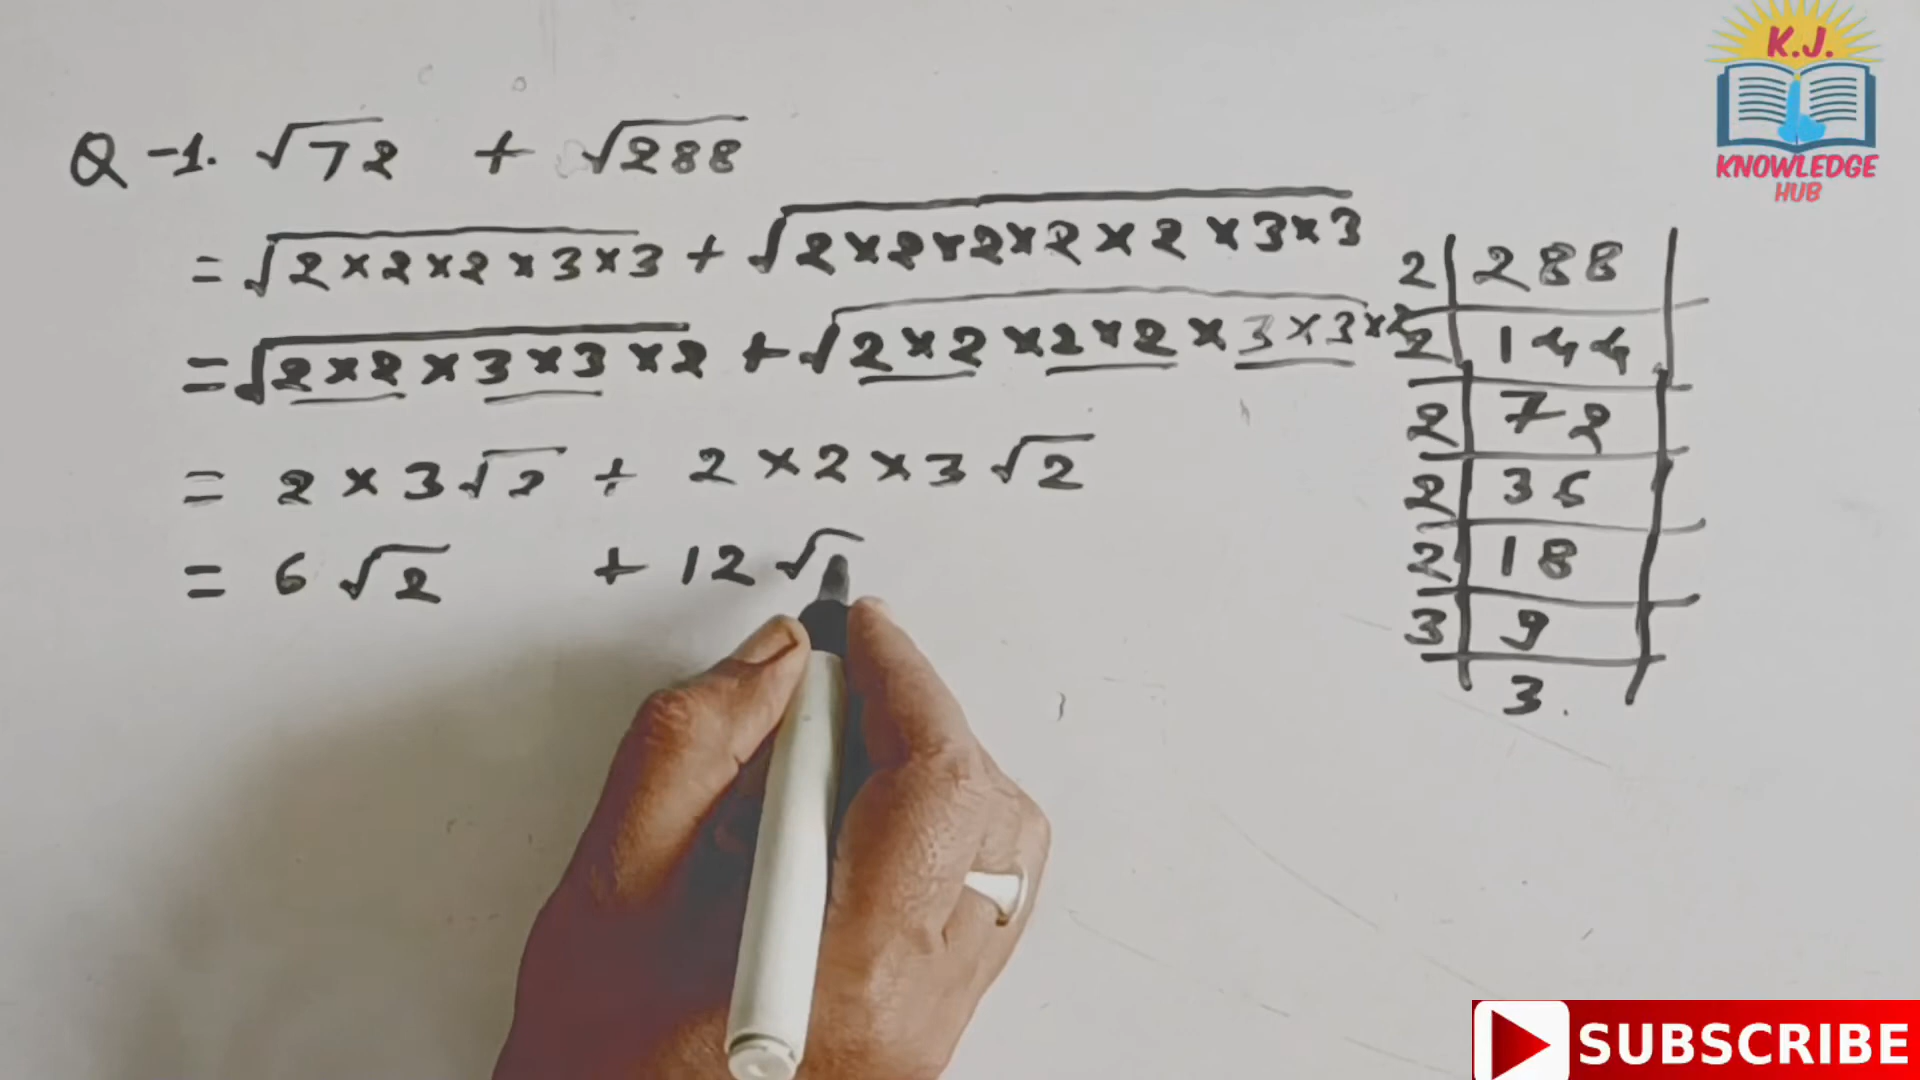 K.J.
KNOWLEDGE
HUB
Q-1. √72 + √288
= √2×2×2×3×3 + √2×2×2×2×2×3×3
= √2×2×3×3×2 + √2×2×2×2×3×3×2
= 2×3√2 + 2×2×3√2
= 6√2 + 12√
2 | 288
2 | 144
2 | 72
2 | 36
2 | 18
3 | 9
3.
SUBSCRIBE